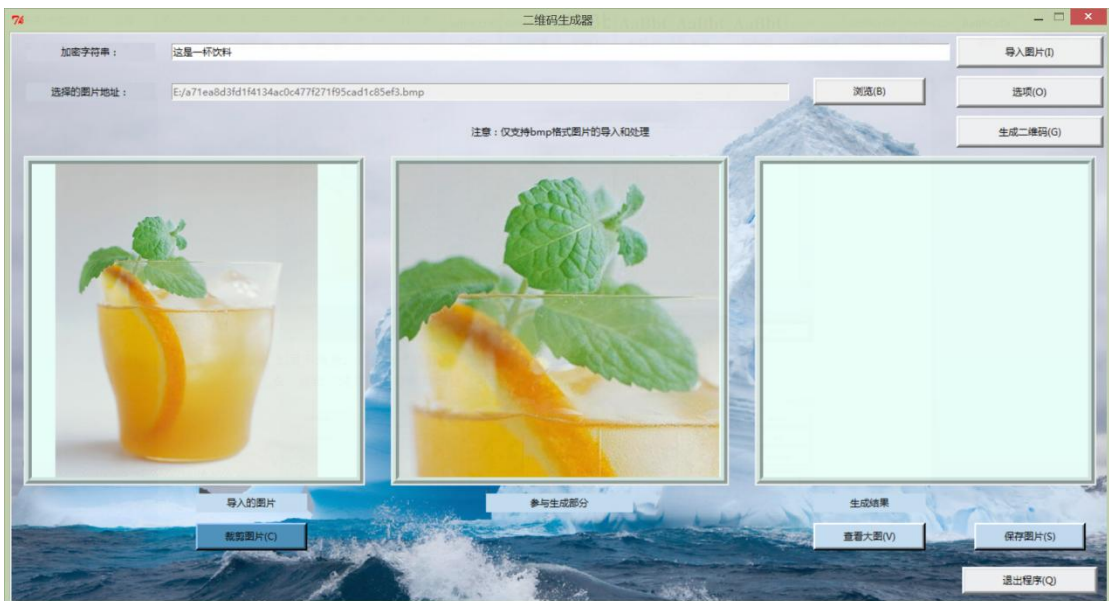 二维码生成器
加密字符串：
这是一杯饮料
导入图片(I)
选择的图片地址：
E:/a71ea8d3fd1f4134ac0c477f271f95cad1c85ef3.bmp
浏览(B)
选项(O)
注意：仅支持bmp格式图片的导入和处理
生成二维码(G)
导入的图片
参与生成部分
生成结果
裁剪图片(C)
查看大图(V)
保存图片(S)
退出程序(Q)